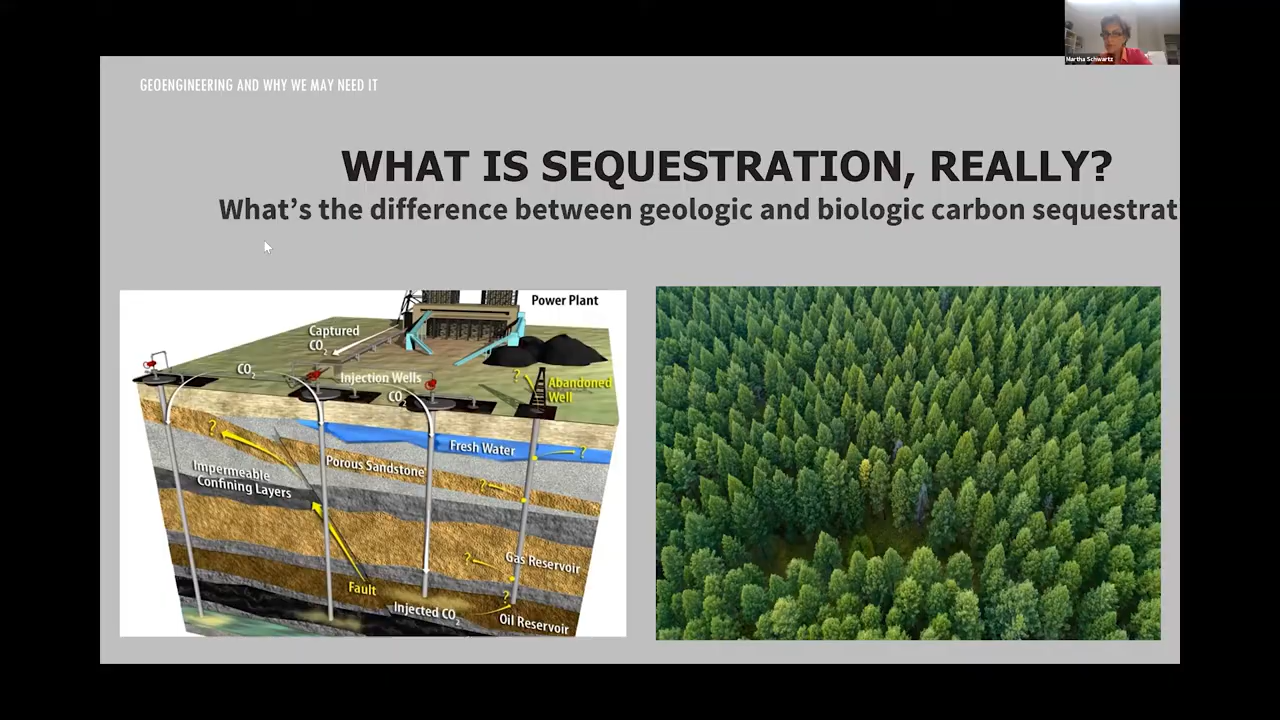 Martha Schwartz
GEOENGINEERING AND WHY WE MAY NEED IT
WHAT IS SEQUESTRATION, REALLY?
What's the difference between geologic and biologic carbon sequestrat
Power Plant
Captured
CO2
CO2
Injection Wells
CO2
?
Abandoned
Well
?
Fresh Water
?
Impermeable
Confining Layers
Porous Sandstone
?
?
Gas Reservoir
Fault
?
Injected CO2
Oil Reservoir